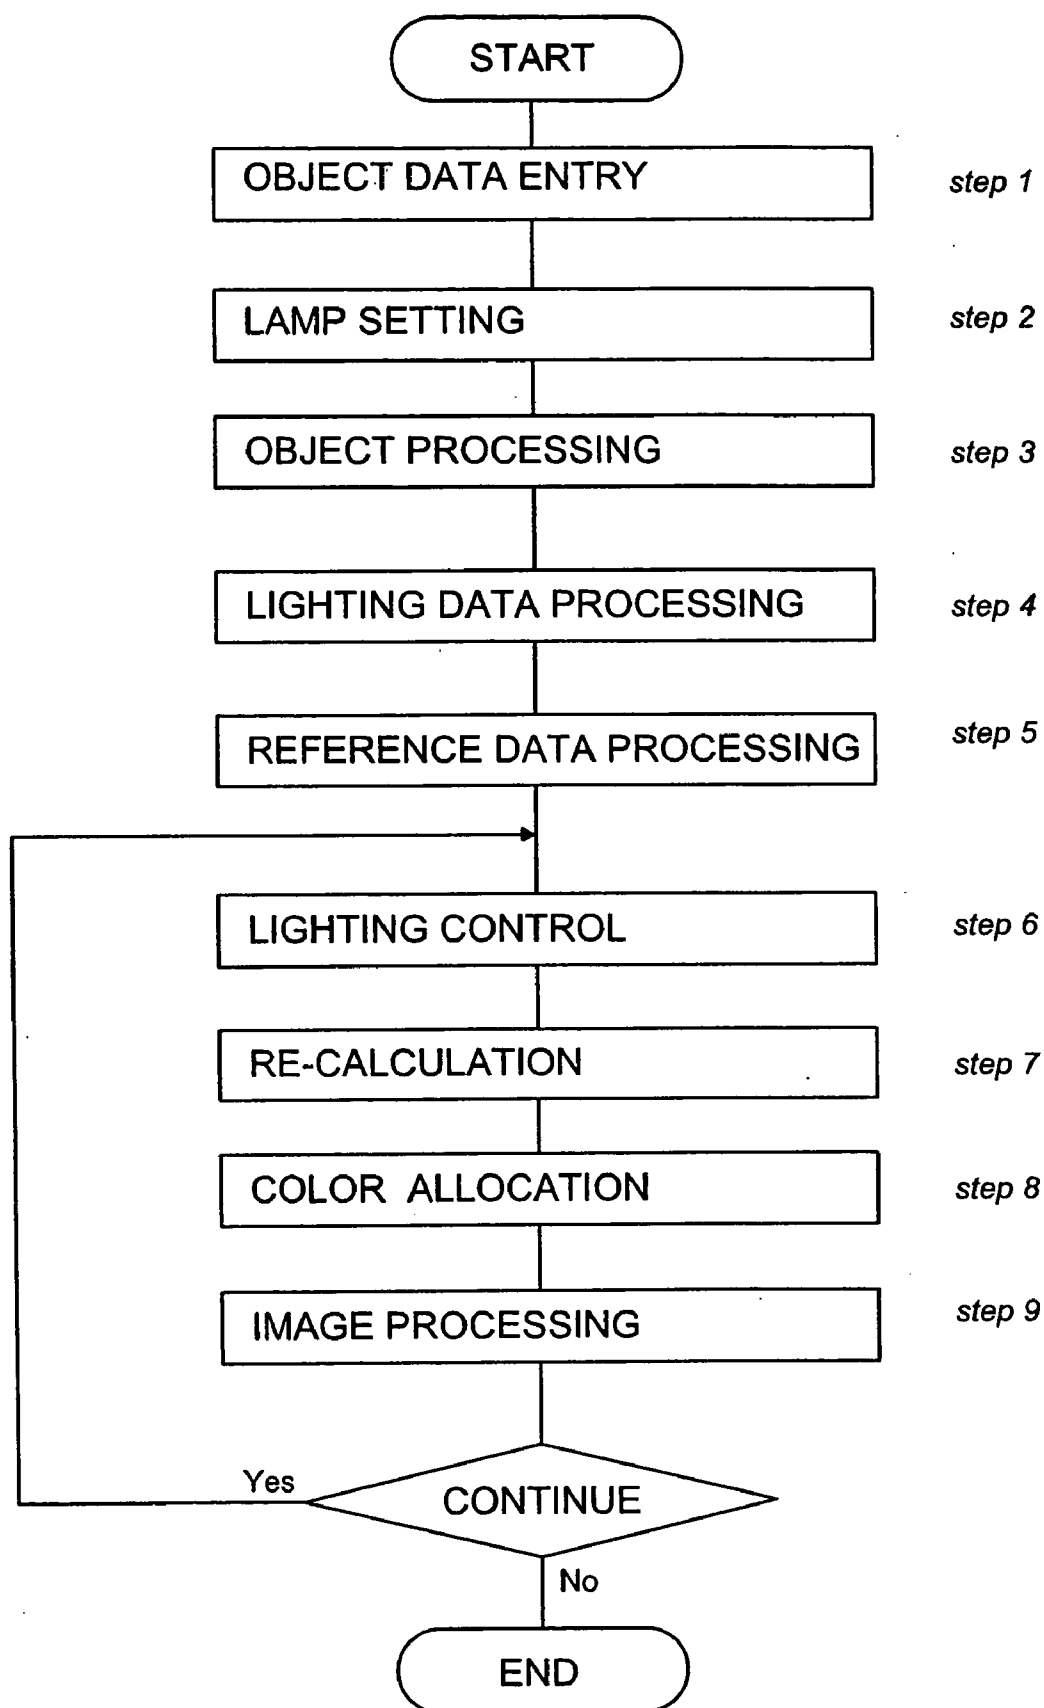 START
OBJECT DATA ENTRY
step 1
LAMP SETTING
step 2
OBJECT PROCESSING
step 3
LIGHTING DATA PROCESSING
step 4
REFERENCE DATA PROCESSING
step 5
LIGHTING CONTROL
step 6
RE-CALCULATION
step 7
COLOR ALLOCATION
step 8
IMAGE PROCESSING
step 9
Yes
CONTINUE
No
END